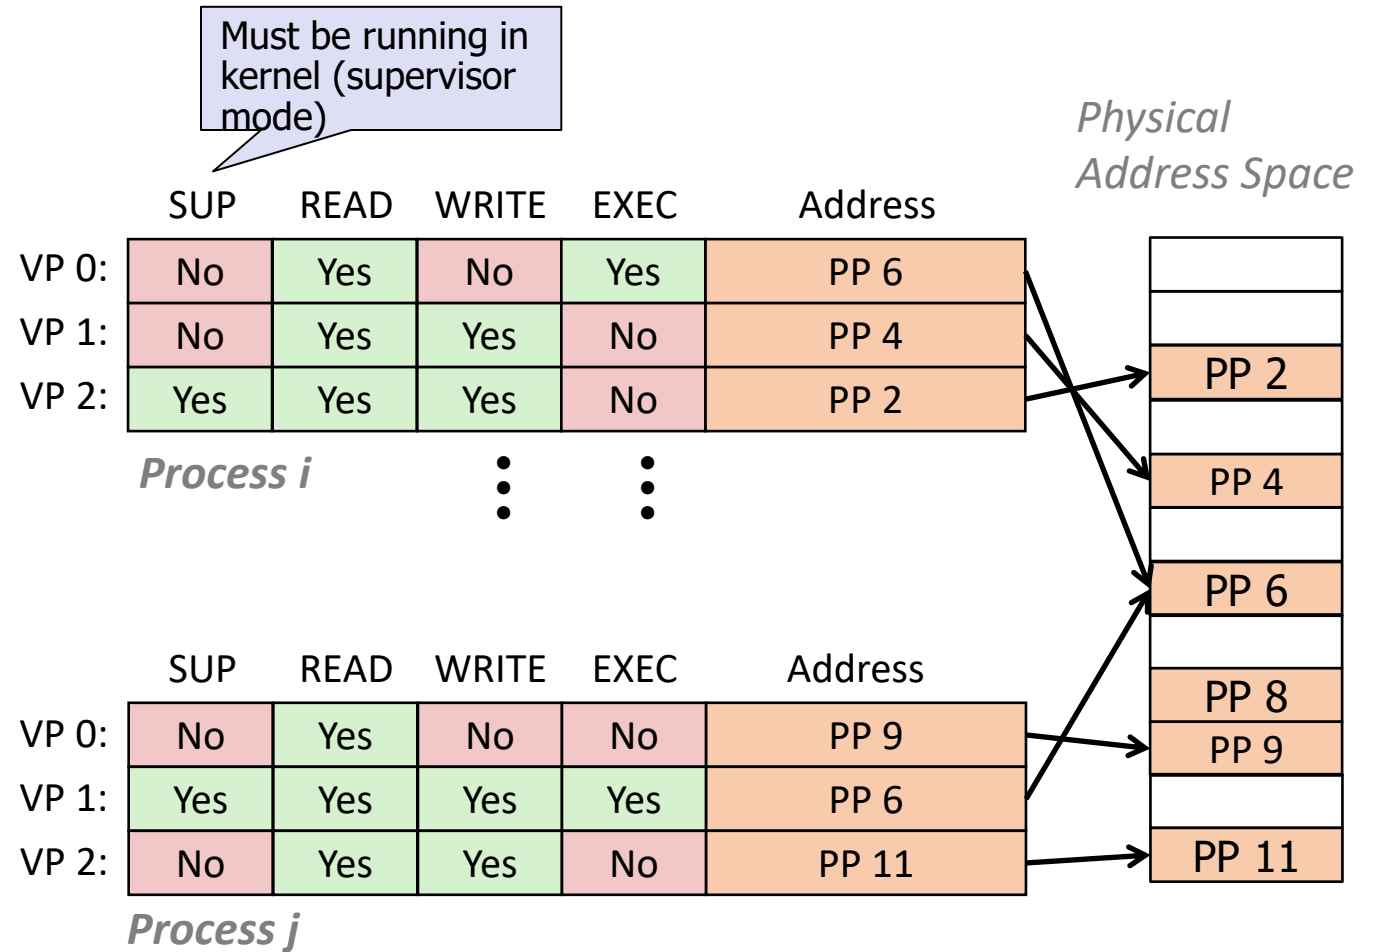 Must be running in
kernel (supervisor
mode)
Physical
Address Space
SUP READ WRITE EXEC Address
VP 0: No Yes No Yes PP 6
VP 1: No Yes Yes No PP 4
VP 2: Yes Yes Yes No PP 2
Process i
PP 2
PP 4
PP 6
PP 8
PP 9
PP 11
SUP READ WRITE EXEC Address
VP 0: No Yes No No PP 9
VP 1: Yes Yes Yes Yes PP 6
VP 2: No Yes Yes No PP 11
Process j